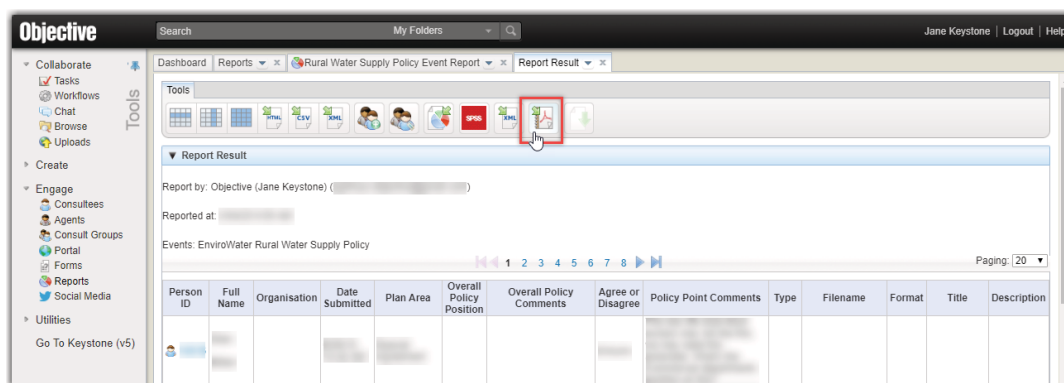 Objective
Search My Folders
Jane Keystone | Logout | Help
Collaborate
Tasks
Workflows
Chat
Browse
Uploads
Create
Engage
Consultees
Agents
Consult Groups
Portal
Forms
Reports
Social Media
Utilities
Go To Keystone (v5)
Tools
Dashboard Reports x Rural Water Supply Policy Event Report x Report Result x
Tools
HTML CSV XML SPSS XML
Report Result
Report by: Objective (Jane Keystone) ( )
Reported at:
Events: EnviroWater Rural Water Supply Policy
1 2 3 4 5 6 7 8
Paging: 20
Person ID Full Name Organisation Date Submitted Plan Area Overall Policy Position Overall Policy Comments Agree or Disagree Policy Point Comments Type Filename Format Title Description